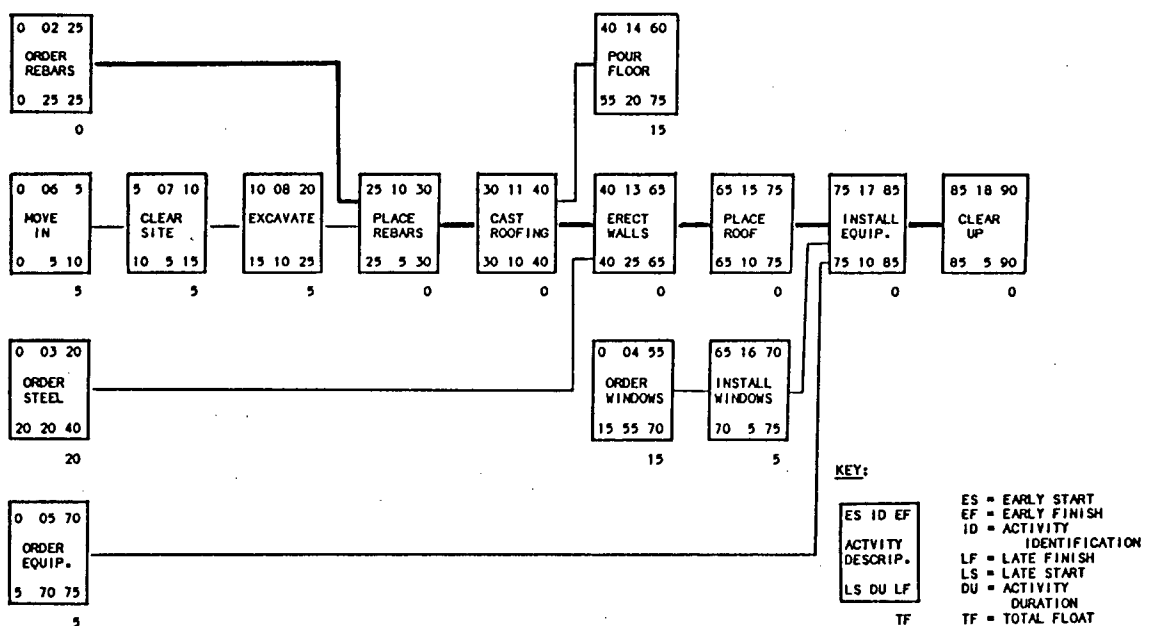 0 02 25
ORDER
REBARS
0 25 25
0
40 14 60
POUR
FLOOR
55 20 75
15
0 06 5
MOVE
IN
0 5 10
5
5 07 10
CLEAR
SITE
10 5 15
5
10 08 20
EXCAVATE
15 10 25
5
25 10 30
PLACE
REBARS
25 5 30
0
30 11 40
CAST
ROOFING
30 10 40
0
40 13 65
ERECT
WALLS
40 25 65
0
65 15 75
PLACE
ROOF
65 10 75
0
75 17 85
INSTALL
EQUIP.
75 10 85
0
85 18 90
CLEAR
UP
85 5 90
0
0 03 20
ORDER
STEEL
20 20 40
20
0 04 55
ORDER
WINDOWS
15 55 70
15
65 16 70
INSTALL
WINDOWS
70 5 75
5
0 05 70
ORDER
EQUIP.
5 70 75
5
KEY:
ES ID EF
ACTVITY
DESCRIP.
LS DU LF
TF
ES = EARLY START
EF = EARLY FINISH
ID = ACTIVITY
IDENTIFICATION
LF = LATE FINISH
LS = LATE START
DU = ACTIVITY
DURATION
TF = TOTAL FLOAT